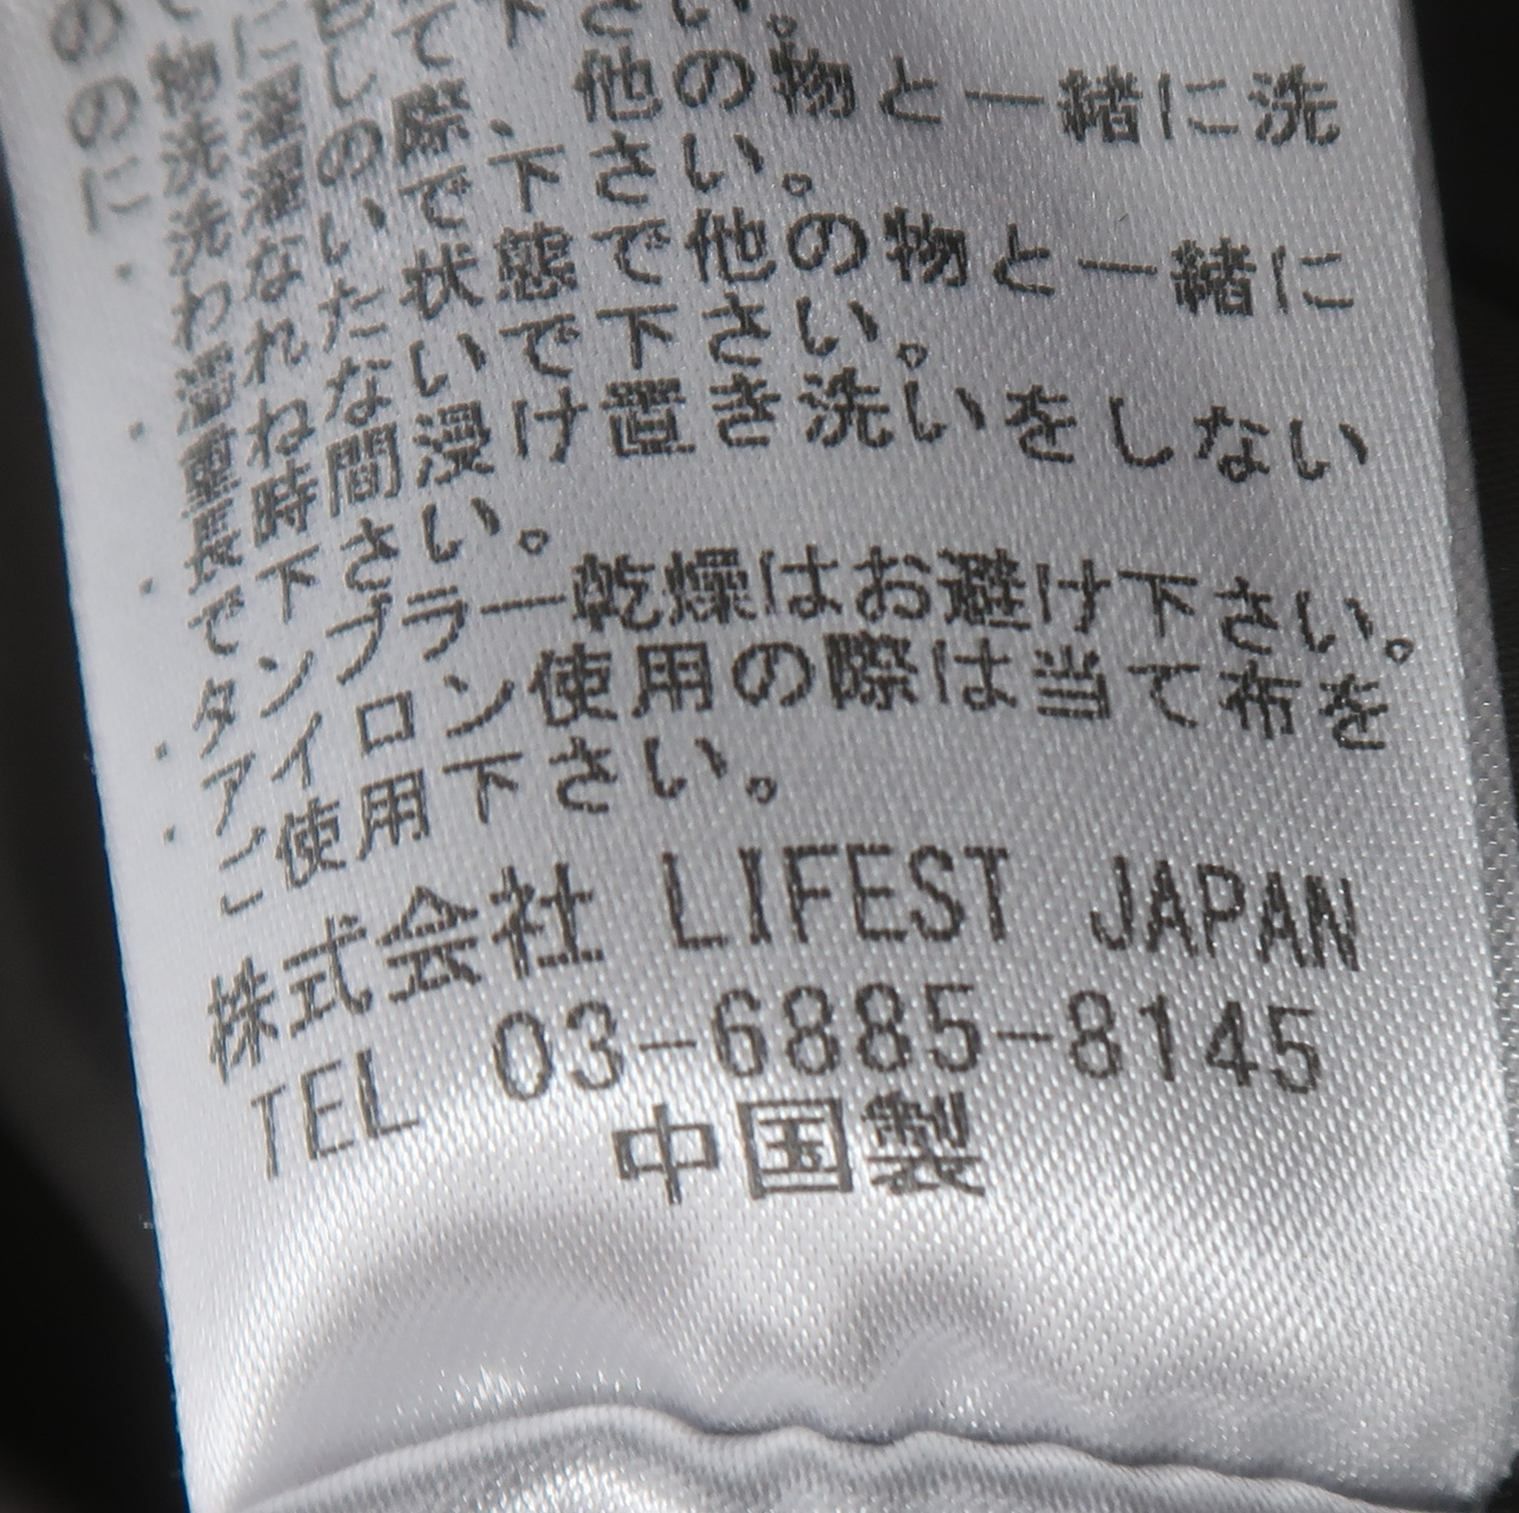 下さい。
・洗濯の際、他の物と一緒に洗
わないで下さい。
・濡れた状態で他の物と一緒に
重ねないで下さい。
・長時間浸け置き洗いをしない
で下さい。
・タンブラー乾燥はお避け下さい。
・アイロン使用の際は当て布を
ご使用下さい。
株式会社 LIFEST JAPAN
TEL 03-6885-8145
中国製